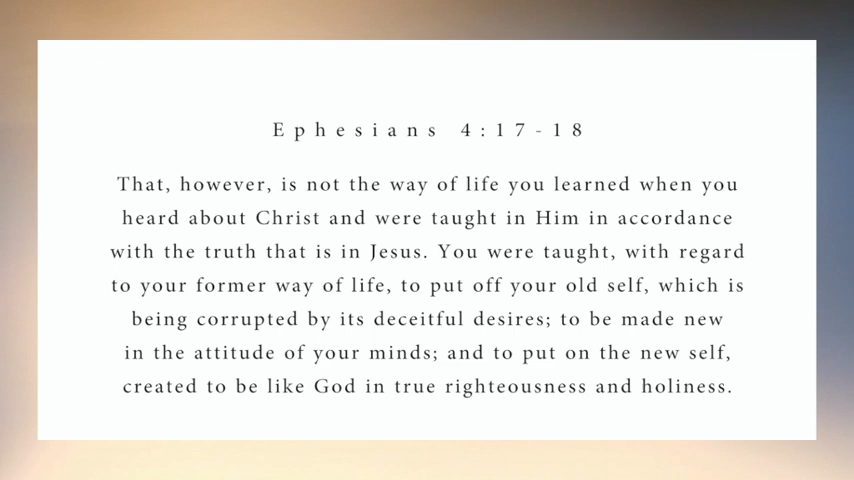 Ephesians 4:17-18
That, however, is not the way of life you learned when you
heard about Christ and were taught in Him in accordance
with the truth that is in Jesus. You were taught, with regard
to your former way of life, to put off your old self, which is
being corrupted by its deceitful desires; to be made new
in the attitude of your minds; and to put on the new self,
created to be like God in true righteousness and holiness.